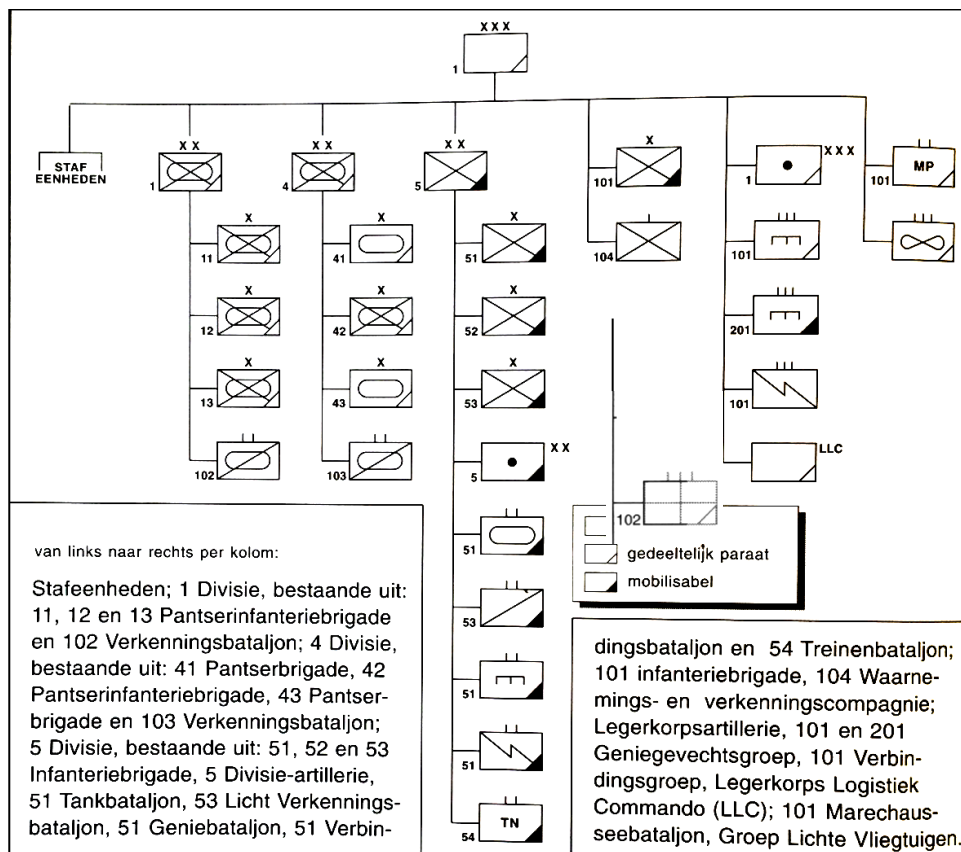 XXX
1
STAF
EENHEDEN
XX
1
X
11
X
12
X
13
102
XX
4
X
41
X
42
X
43
103
XX
5
X
51
X
52
X
53
XX
5
51
53
51
51
TN
54
X
101
104
XXX
1
101
201
101
LLC
MP
101
102
gedeeltelijk paraat
mobilisabel
van links naar rechts per kolom:
Stafeenheden; 1 Divisie, bestaande uit:
11, 12 en 13 Pantserinfanteriebrigade
en 102 Verkenningsbataljon; 4 Divisie,
bestaande uit: 41 Pantserbrigade, 42
Pantserinfanteriebrigade, 43 Pantser-
brigade en 103 Verkenningsbataljon;
5 Divisie, bestaande uit: 51, 52 en 53
Infanteriebrigade, 5 Divisie-artillerie,
51 Tankbataljon, 53 Licht Verkennings-
bataljon, 51 Geniebataljon, 51 Verbin-
dingsbataljon en 54 Treinenbataljon;
101 infanteriebrigade, 104 Waarne-
mings- en verkenningscompagnie;
Legerkorpsartillerie, 101 en 201
Geniegevechtsgroep, 101 Verbin-
dingsgroep, Legerkorps Logistiek
Commando (LLC); 101 Marechaus-
seebataljon, Groep Lichte Vliegtuigen.